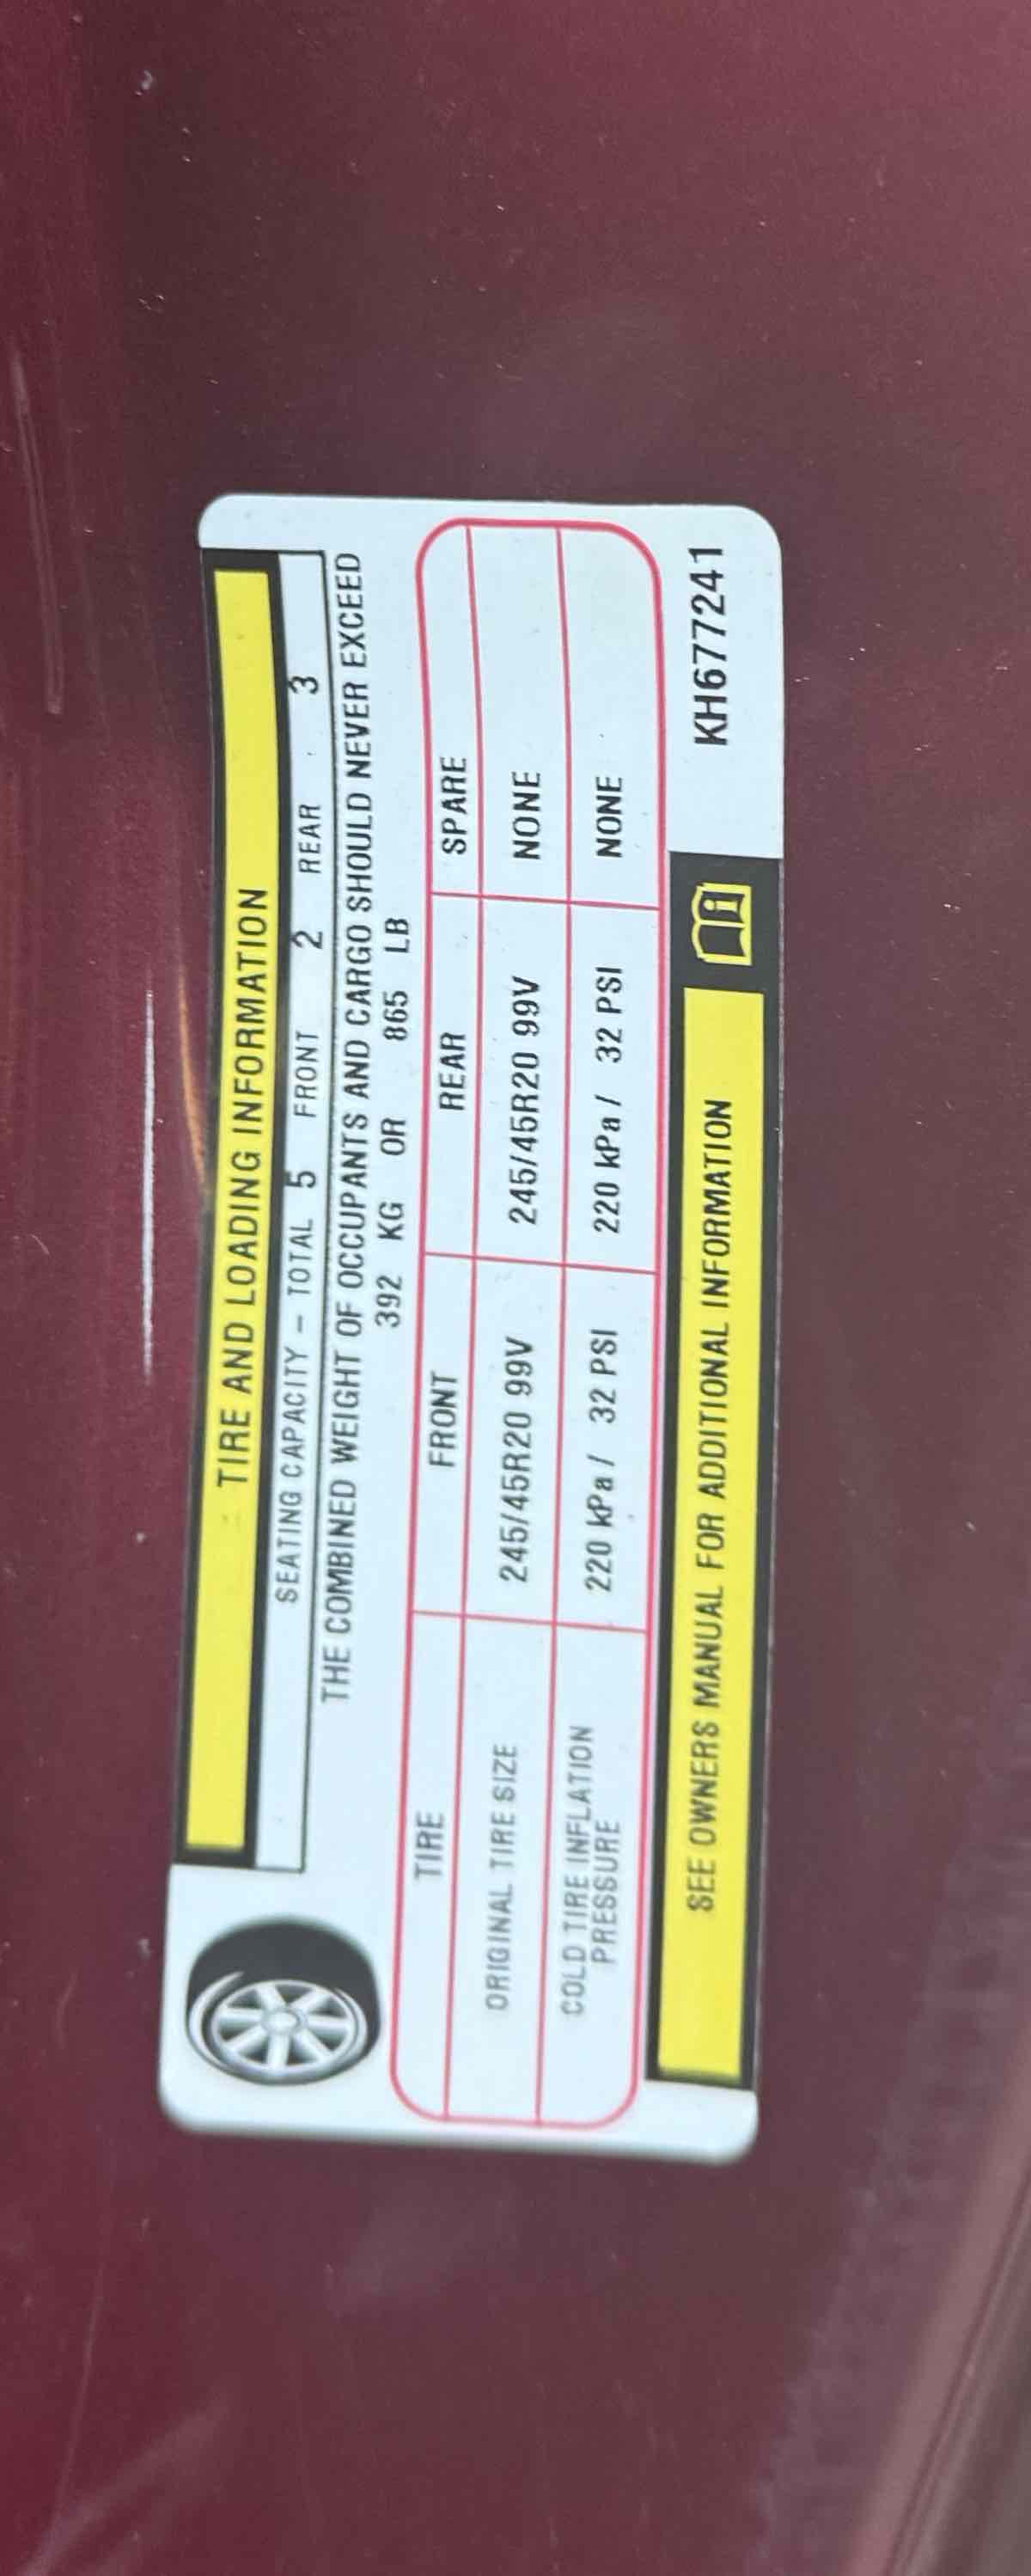 TIRE AND LOADING INFORMATION
SEATING CAPACITY – TOTAL 5 FRONT 2 REAR 3
THE COMBINED WEIGHT OF OCCUPANTS AND CARGO SHOULD NEVER EXCEED
392 KG OR 865 LB
TIRE FRONT REAR SPARE
ORIGINAL TIRE SIZE 245/45R20 99V 245/45R20 99V NONE
COLD TIRE INFLATION
PRESSURE 220 kPa / 32 PSI 220 kPa / 32 PSI NONE
SEE OWNERS MANUAL FOR ADDITIONAL INFORMATION i KH677241